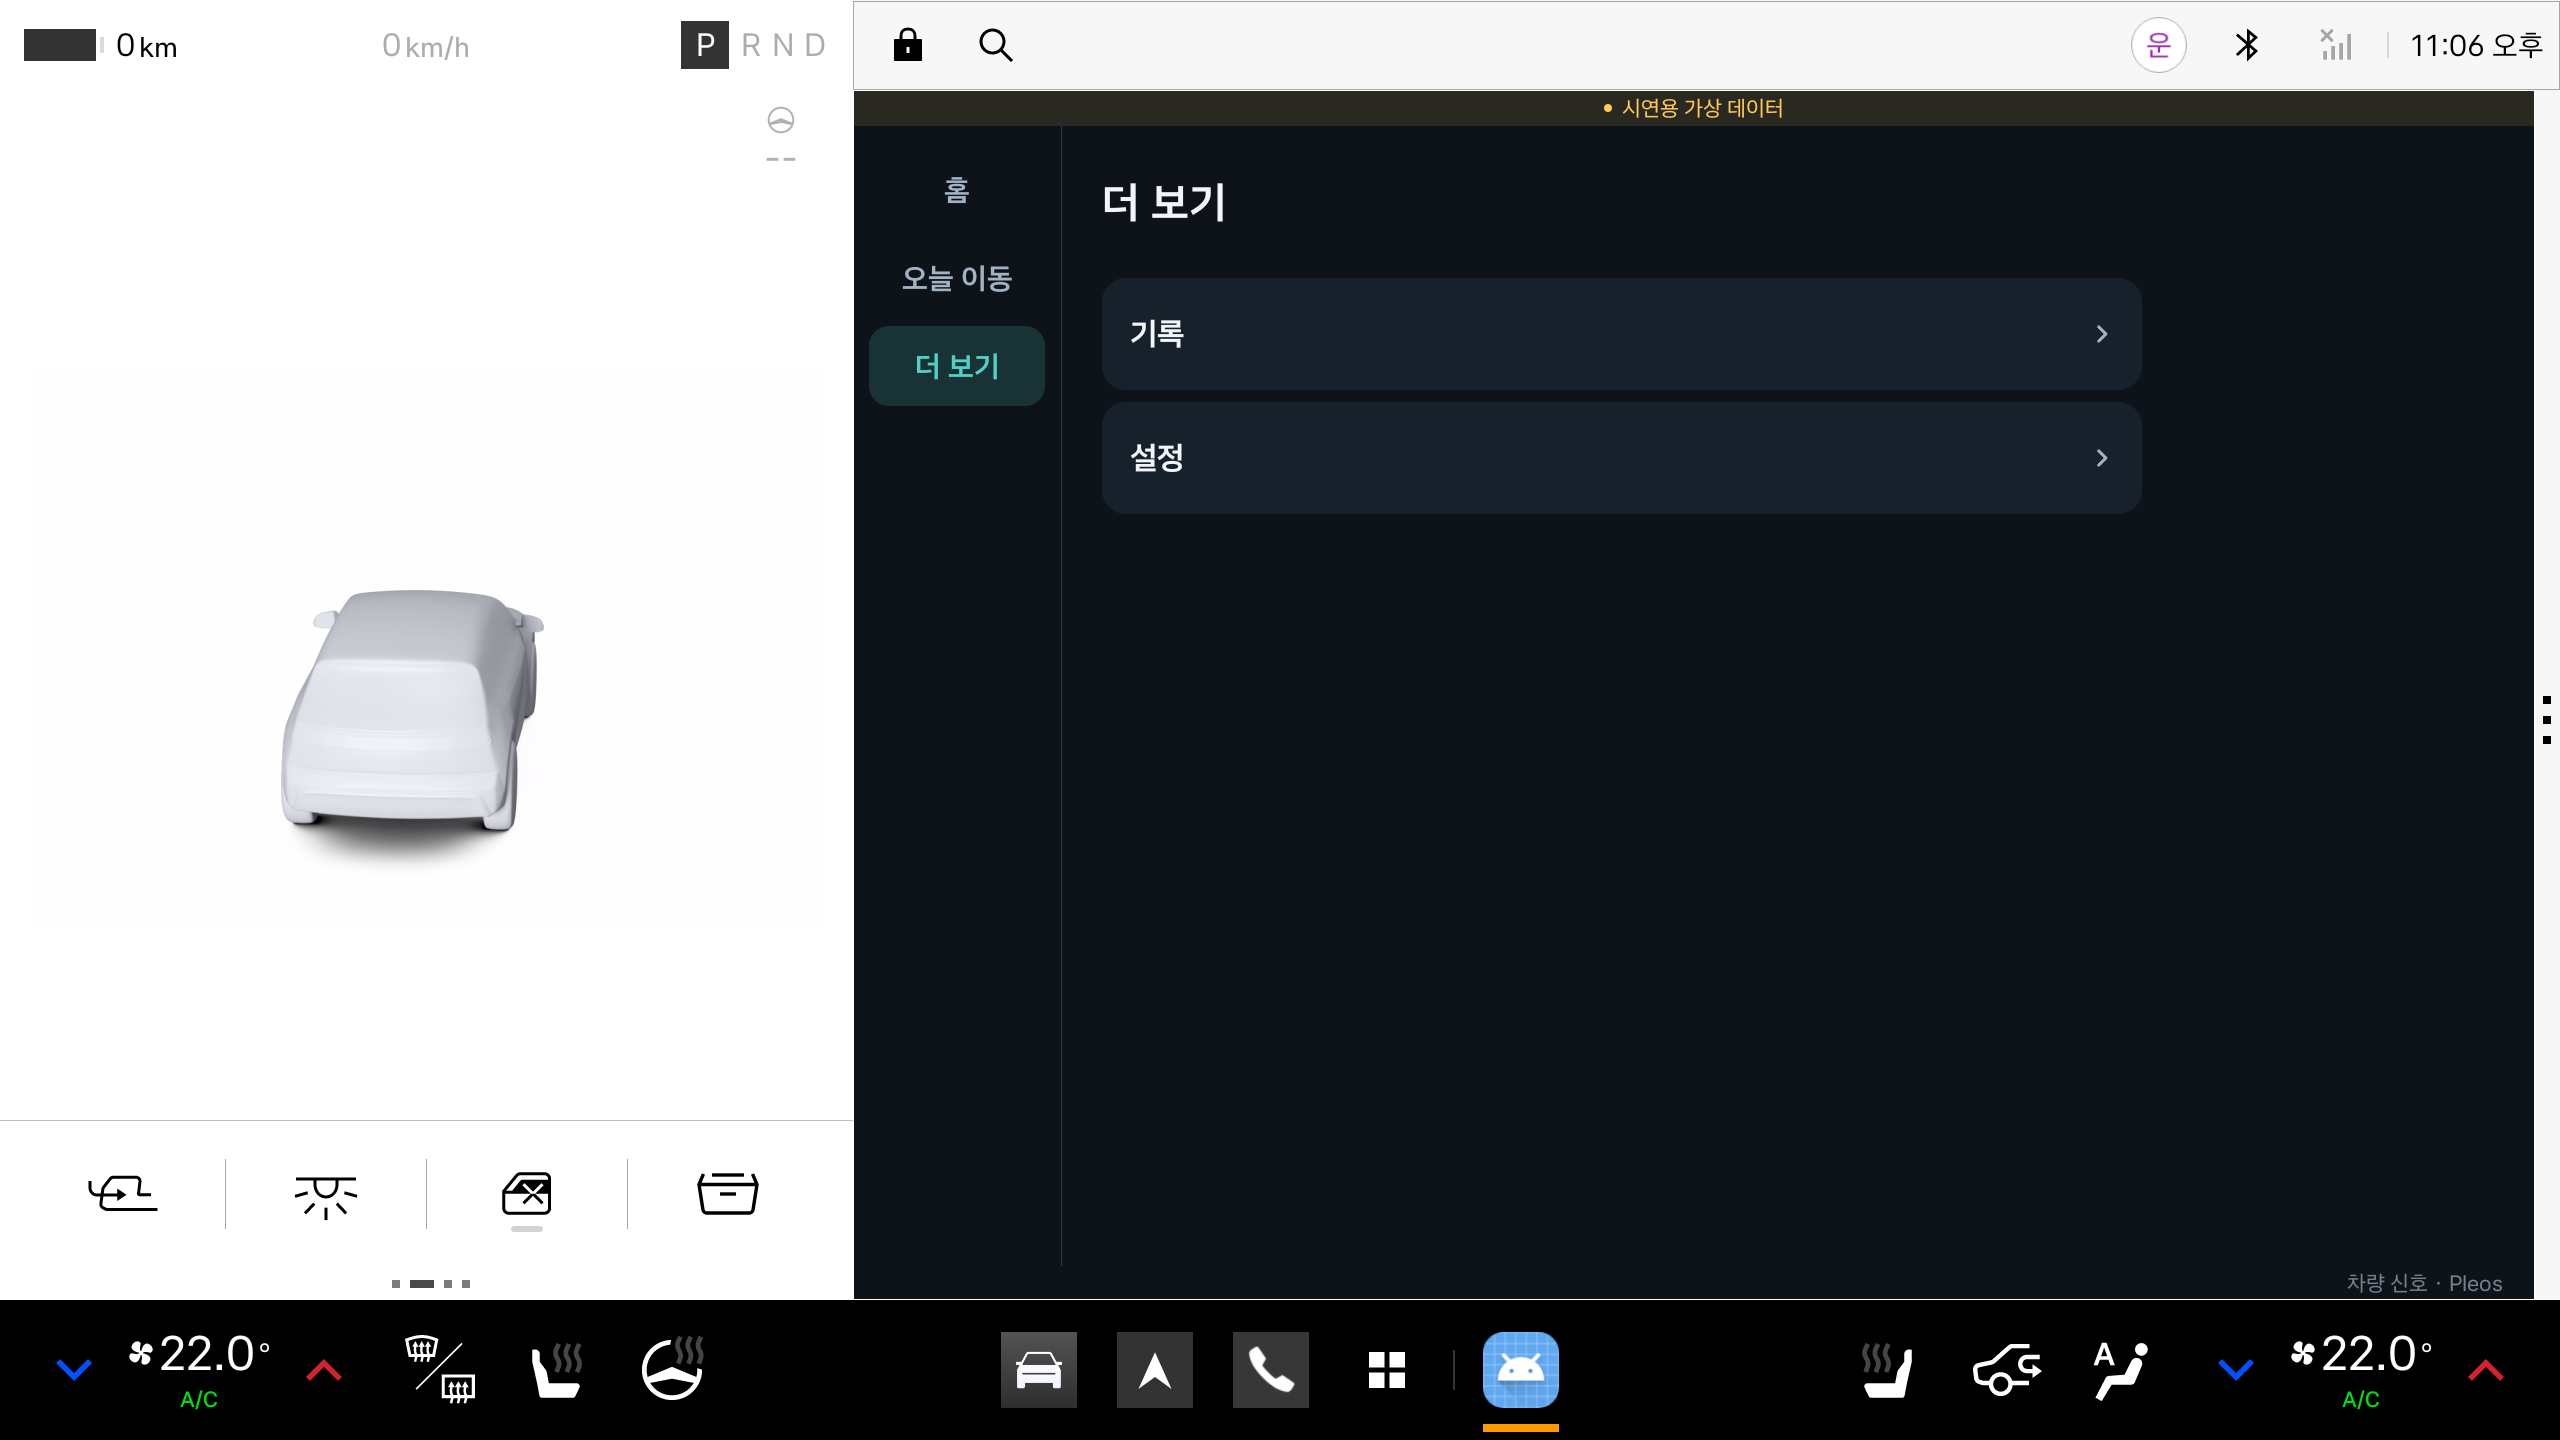 0 km
0 km/h
P R N D
운
11:06 오후
--
시연용 가상 데이터
홈
오늘 이동
더 보기
더 보기
기록
설정
차량 신호 · Pleos
22.0°
A/C
A
22.0°
A/C